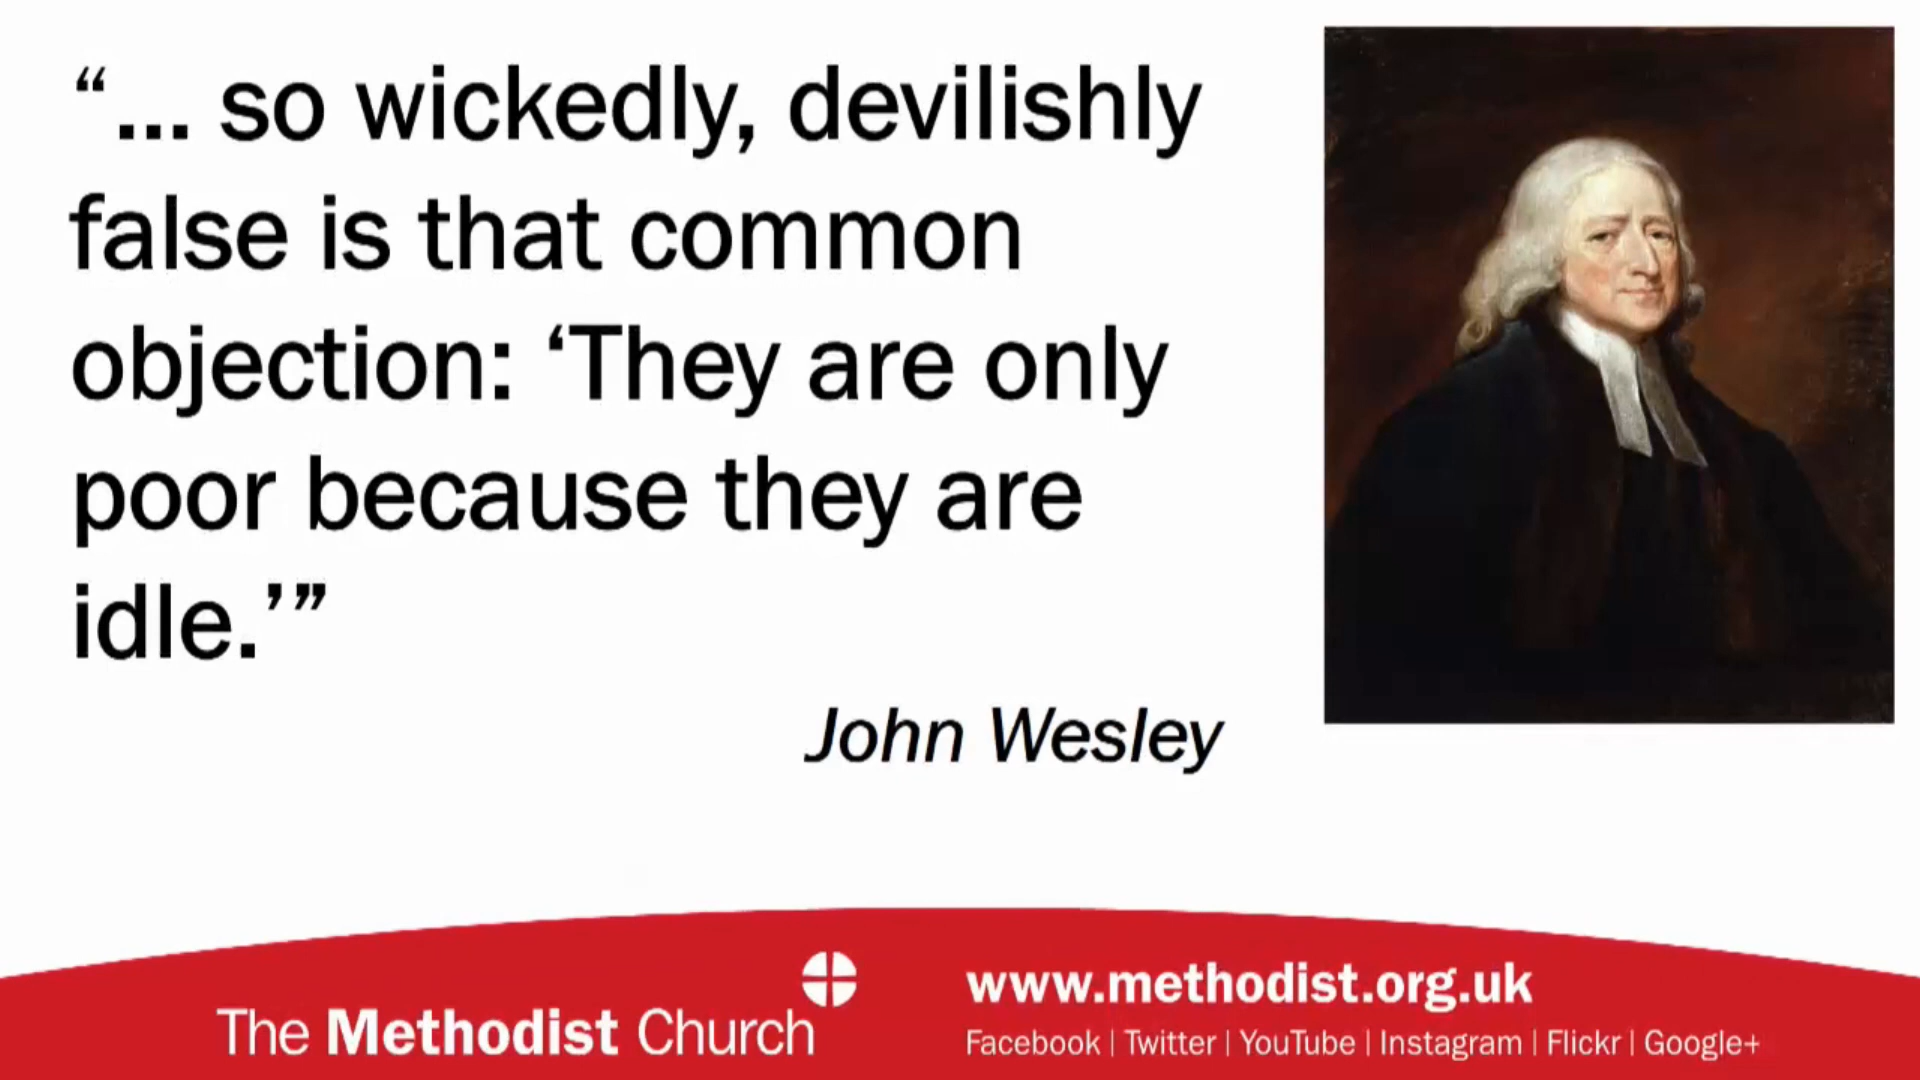 “... so wickedly, devilishly
false is that common
objection: ‘They are only
poor because they are
idle.’”
John Wesley
The Methodist Church
www.methodist.org.uk
Facebook | Twitter | YouTube | Instagram | Flickr | Google+